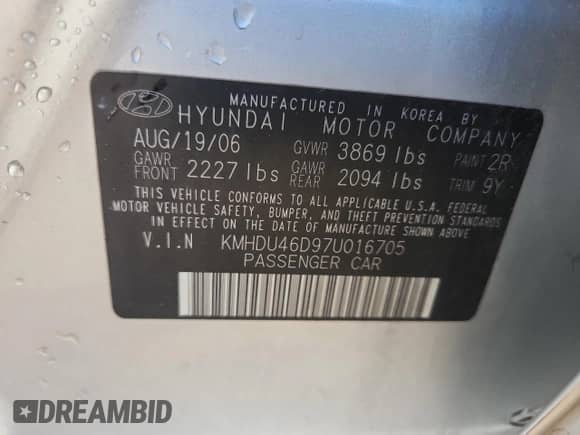 MANUFACTURED IN KOREA BY
HYUNDAI MOTOR COMPANY
AUG/19/06 GVWR 3869 lbs PAINT 2R
GAWR FRONT 2227 lbs GAWR REAR 2094 lbs TRIM 9Y
THIS VEHICLE CONFORMS TO ALL APPLICABLE U.S.A. FEDERAL
MOTOR VEHICLE SAFETY, BUMPER, AND THEFT PREVENTION STANDARDS
IN EFFECT ON THE DATE OF MANUFACTURE SHOWN ABOVE.
V.I.N KMHDU46D97U016705
PASSENGER CAR
DREAMBID